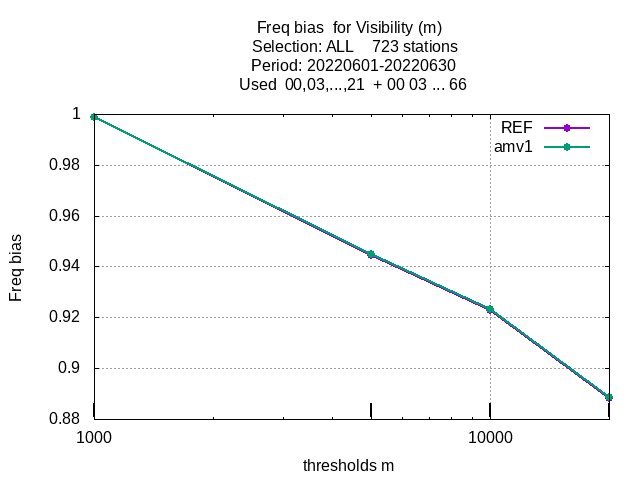 Freq bias  for Visibility (m)
Selection: ALL    723 stations
Period: 20220601-20220630
Used  00,03,...,21  + 00 03 ... 66
REF
amv1
1
0.98
0.96
0.94
0.92
0.9
0.88
Freq bias
1000
10000
thresholds m